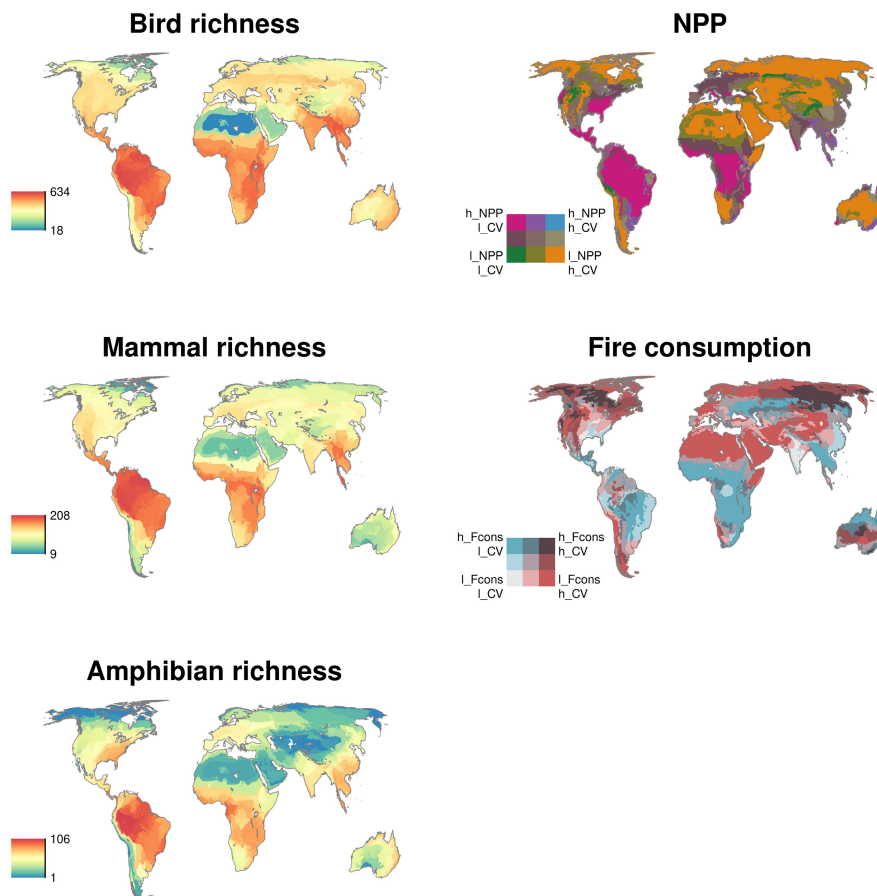 Bird richness
634
18
NPP
h_NPP h_NPP
l_CV h_CV
l_NPP l_NPP
l_CV h_CV
Mammal richness
208
9
Fire consumption
h_Fcons h_Fcons
l_CV h_CV
l_Fcons l_Fcons
l_CV h_CV
Amphibian richness
106
1